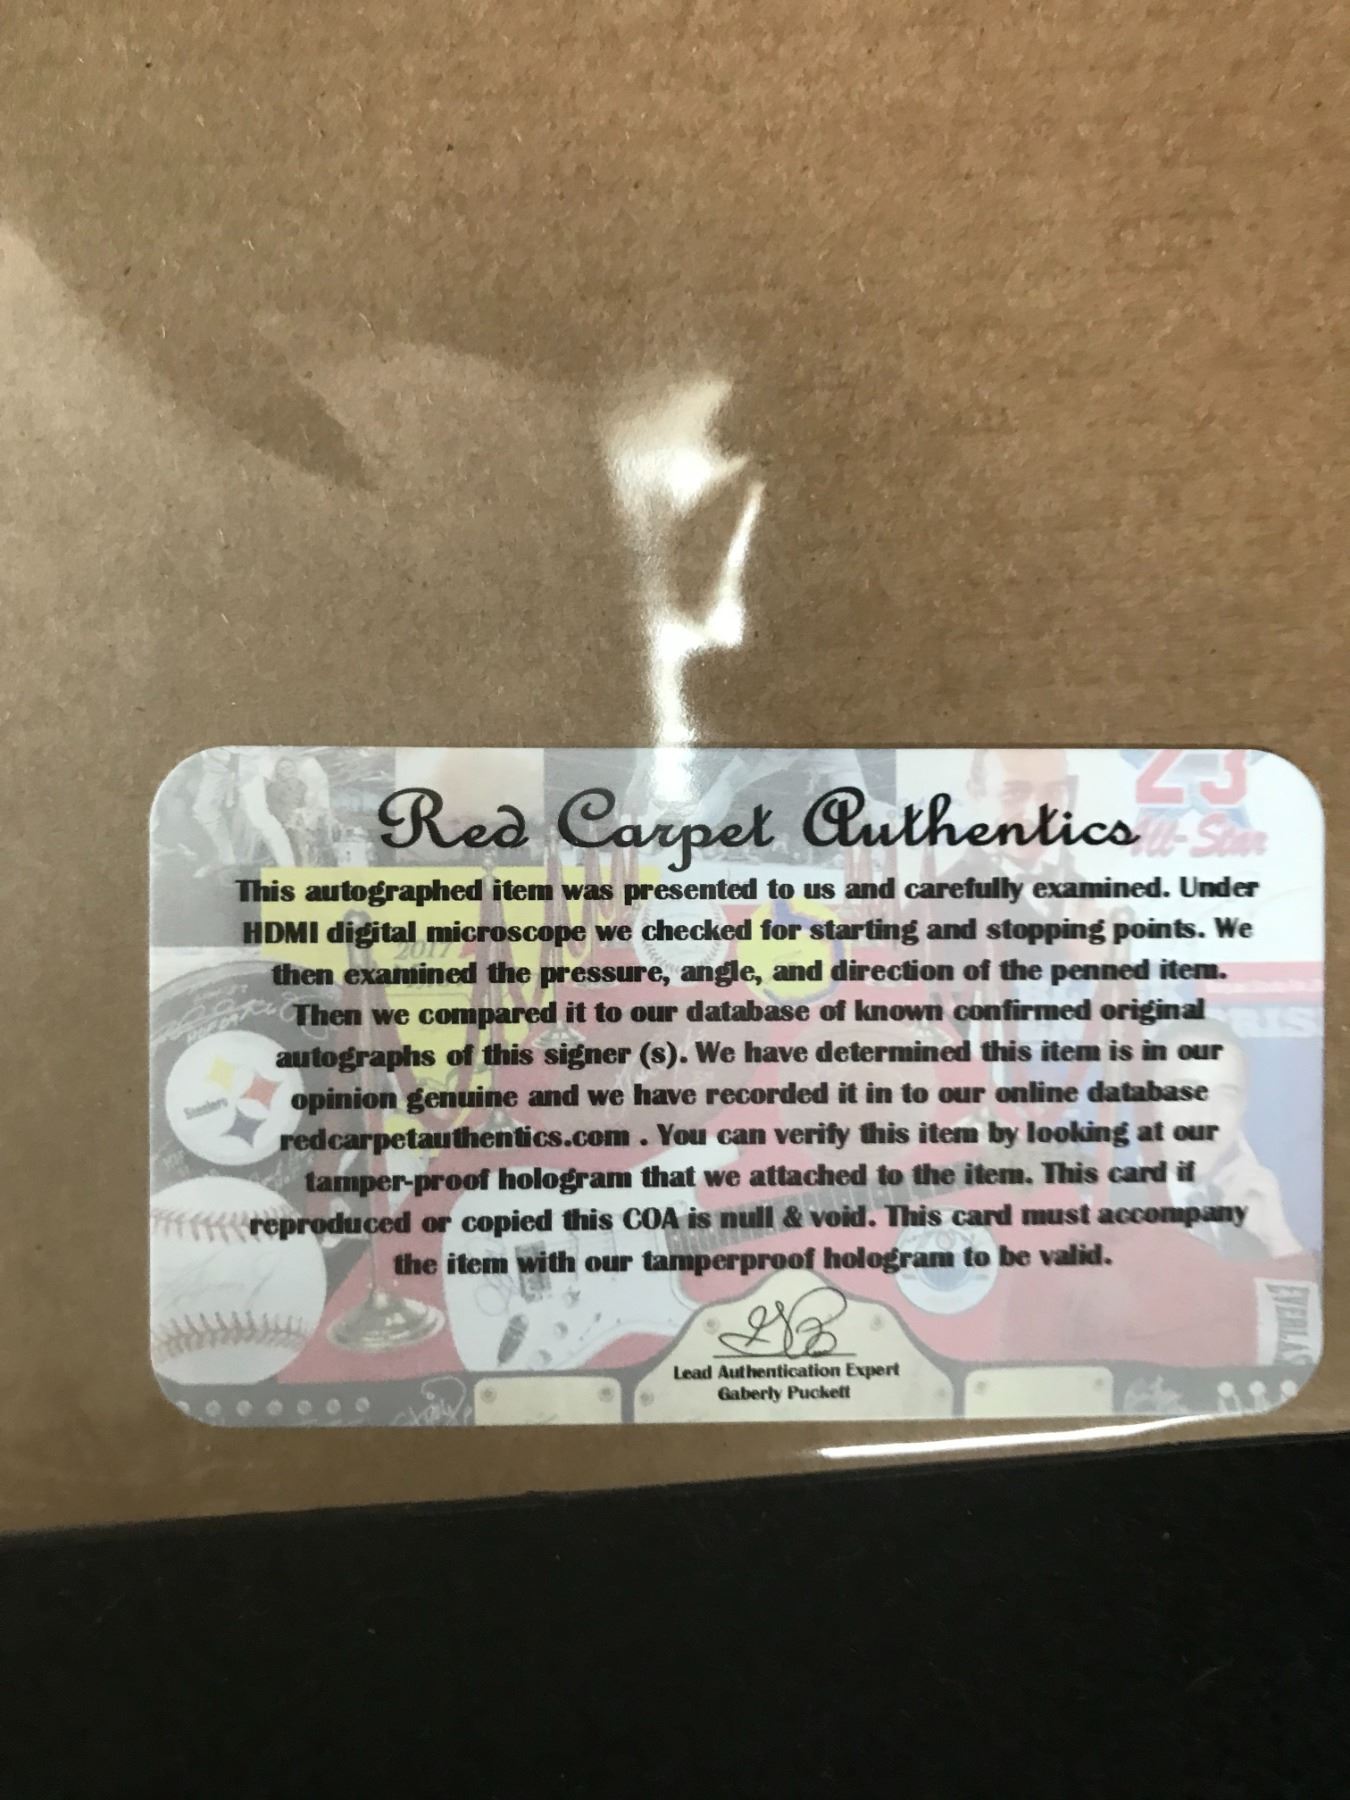 Red Carpet Authentics
This autographed item was presented to us and carefully examined. Under
HDMI digital microscope we checked for starting and stopping points. We
then examined the pressure, angle, and direction of the penned item.
Then we compared it to our database of known confirmed original
autographs of this signer (s). We have determined this item is in our
opinion genuine and we have recorded it in to our online database
redcarpetauthentics.com . You can verify this item by looking at our
tamper-proof hologram that we attached to the item. This card if
reproduced or copied this COA is null & void. This card must accompany
the item with our tamperproof hologram to be valid.
Lead Authentication Expert
Gaberly Puckett
23
All-Star
2017
Steelers